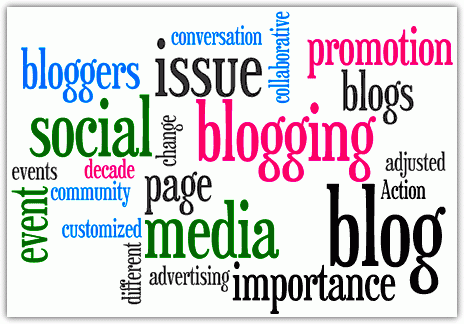 conversation
collaborative
promotion
bloggers
issue
blogs
social
change
blogging
events
decade
adjusted
event
community
page
Action
customized
media
blog
different
advertising
importance